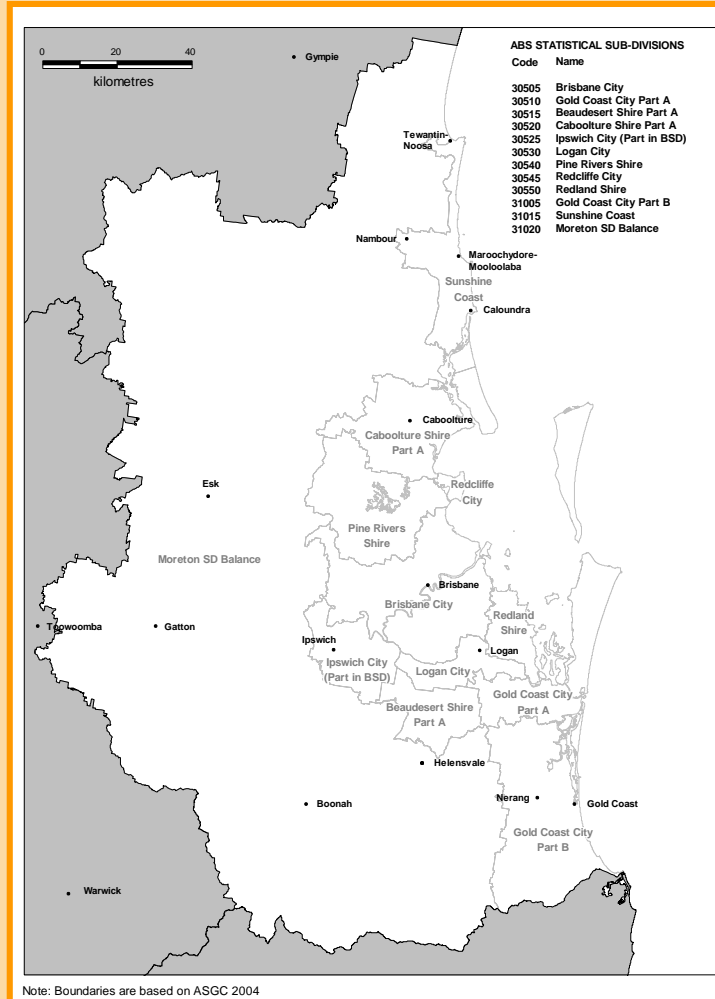 ABS STATISTICAL SUB-DIVISIONS
Code Name
30505 Brisbane City
30510 Gold Coast City Part A
30515 Beaudesert Shire Part A
30520 Caboolture Shire Part A
30525 Ipswich City (Part in BSD)
30530 Logan City
30540 Pine Rivers Shire
30545 Redcliffe City
30550 Redland Shire
31005 Gold Coast City Part B
31015 Sunshine Coast
31020 Moreton SD Balance
0 20 40
kilometres
Gympie
Tewantin-
Noosa
Nambour
Maroochydore-
Mooloolaba
Sunshine
Coast
Caloundra
Caboolture
Caboolture Shire
Part A
Esk
Redcliffe
City
Pine Rivers
Shire
Moreton SD Balance
Brisbane
Brisbane City
Redland
Shire
Toowoomba
Gatton
Ipswich
Logan
Ipswich City
(Part in BSD)
Logan City
Gold Coast City
Part A
Beaudesert Shire
Part A
Helensvale
Boonah
Nerang
Gold Coast
Gold Coast City
Part B
Warwick
Note: Boundaries are based on ASGC 2004